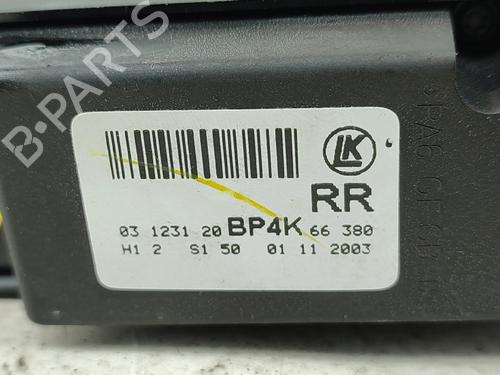 B-PARTS
LK
RR
03 1231 20 BP4K 66 380
H1 2 S1 50 01 11 2003